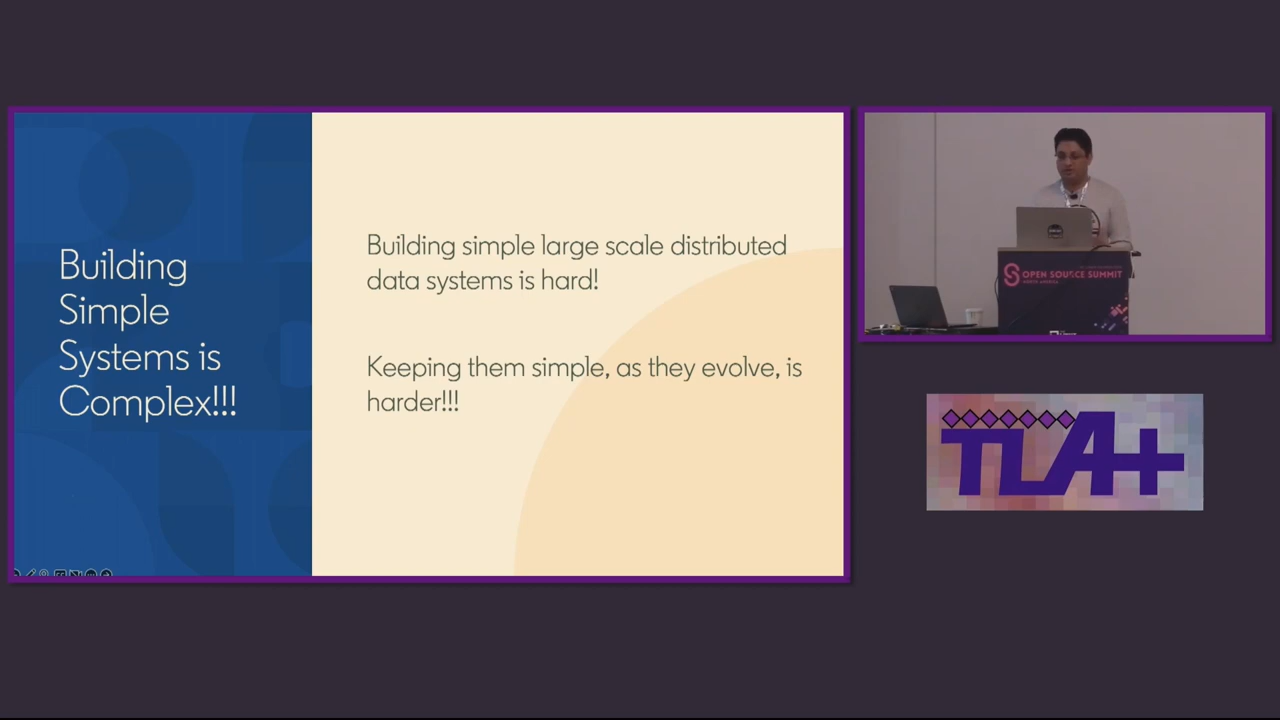 Building
Simple
Systems is
Complex!!!
Building simple large scale distributed
data systems is hard!
Keeping them simple, as they evolve, is
harder!!!
OPEN SOURCE SUMMIT
TLA+